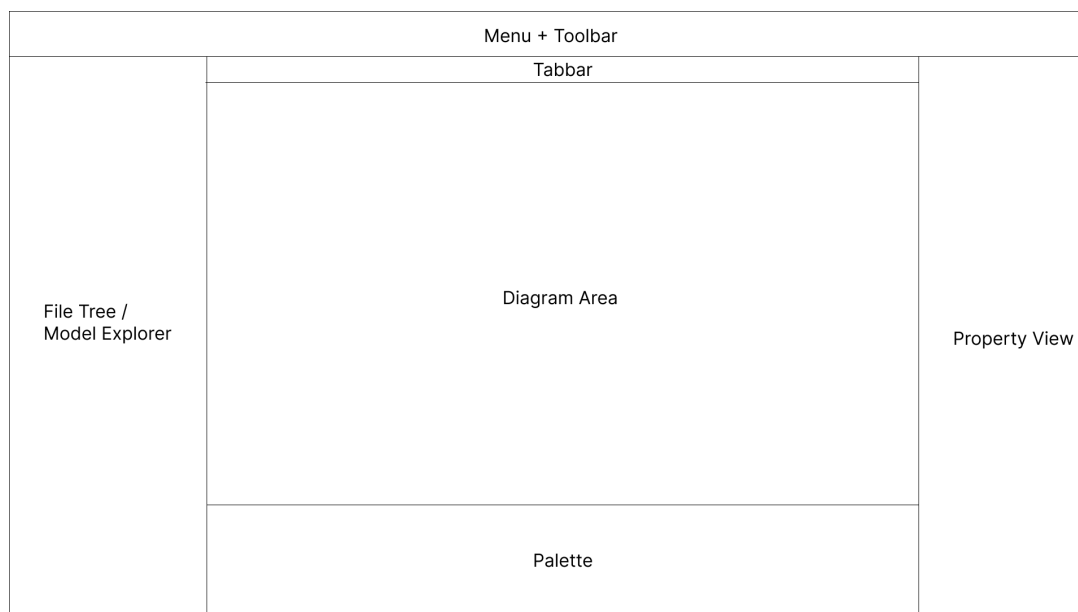 Menu + Toolbar
Tabbar
File Tree /
Model Explorer
Diagram Area
Property View
Palette